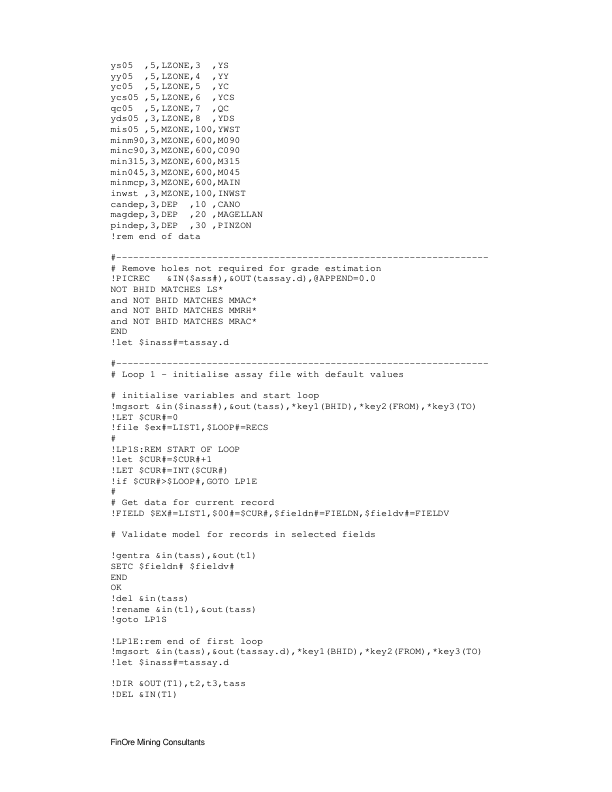 ys05  ,5,LZONE,3  ,YS
yy05  ,5,LZONE,4  ,YY
yc05  ,5,LZONE,5  ,YC
ycs05 ,5,LZONE,6  ,YCS
qc05  ,5,LZONE,7  ,QC
yds05 ,3,LZONE,8  ,YDS
mis05 ,5,MZONE,100,YWST
minm90,3,MZONE,600,M090
minc90,3,MZONE,600,C090
min315,3,MZONE,600,M315
min045,3,MZONE,600,M045
minmcp,3,MZONE,600,MAIN
inwst ,3,MZONE,100,INWST
candep,3,DEP  ,10 ,CANO
magdep,3,DEP  ,20 ,MAGELLAN
pindep,3,DEP  ,30 ,PINZON
!rem end of data
#------------------------------------------------------------------
# Remove holes not required for grade estimation
!PICREC   &IN($ass#),&OUT(tassay.d),@APPEND=0.0
NOT BHID MATCHES LS*
and NOT BHID MATCHES MMAC*
and NOT BHID MATCHES MMRH*
and NOT BHID MATCHES MRAC*
END
!let $inass#=tassay.d
#------------------------------------------------------------------
# Loop 1 - initialise assay file with default values
# initialise variables and start loop
!mgsort &in($inass#),&out(tass),*key1(BHID),*key2(FROM),*key3(TO)
!LET $CUR#=0
!file $ex#=LIST1,$LOOP#=RECS
#
!LP1S:REM START OF LOOP
!let $CUR#=$CUR#+1
!LET $CUR#=INT($CUR#)
!if $CUR#>$LOOP#,GOTO LP1E
#
# Get data for current record
!FIELD $EX#=LIST1,$00#=$CUR#,$fieldn#=FIELDN,$fieldv#=FIELDV
# Validate model for records in selected fields
!gentra &in(tass),&out(t1)
SETC $fieldn# $fieldv#
END
OK
!del &in(tass)
!rename &in(t1),&out(tass)
!goto LP1S
!LP1E:rem end of first loop
!mgsort &in(tass),&out(tassay.d),*key1(BHID),*key2(FROM),*key3(TO)
!let $inass#=tassay.d
!DIR &OUT(T1),t2,t3,tass
!DEL &IN(T1)
FinOre Mining Consultants